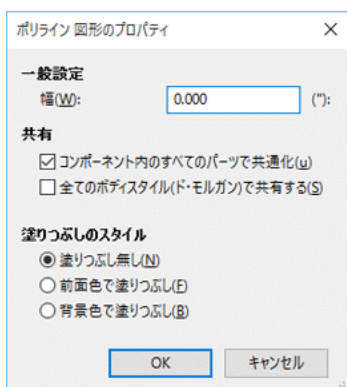 ポリライン 図形のプロパティ
一般設定
幅(W): 0.000 ("):
共有
コンポーネント内のすべてのパーツで共通化(u)
全てのボディスタイル(ド・モルガン)で共有する(S)
塗りつぶしのスタイル
塗りつぶし無し(N)
前面色で塗りつぶし(F)
背景色で塗りつぶし(B)
OK キャンセル